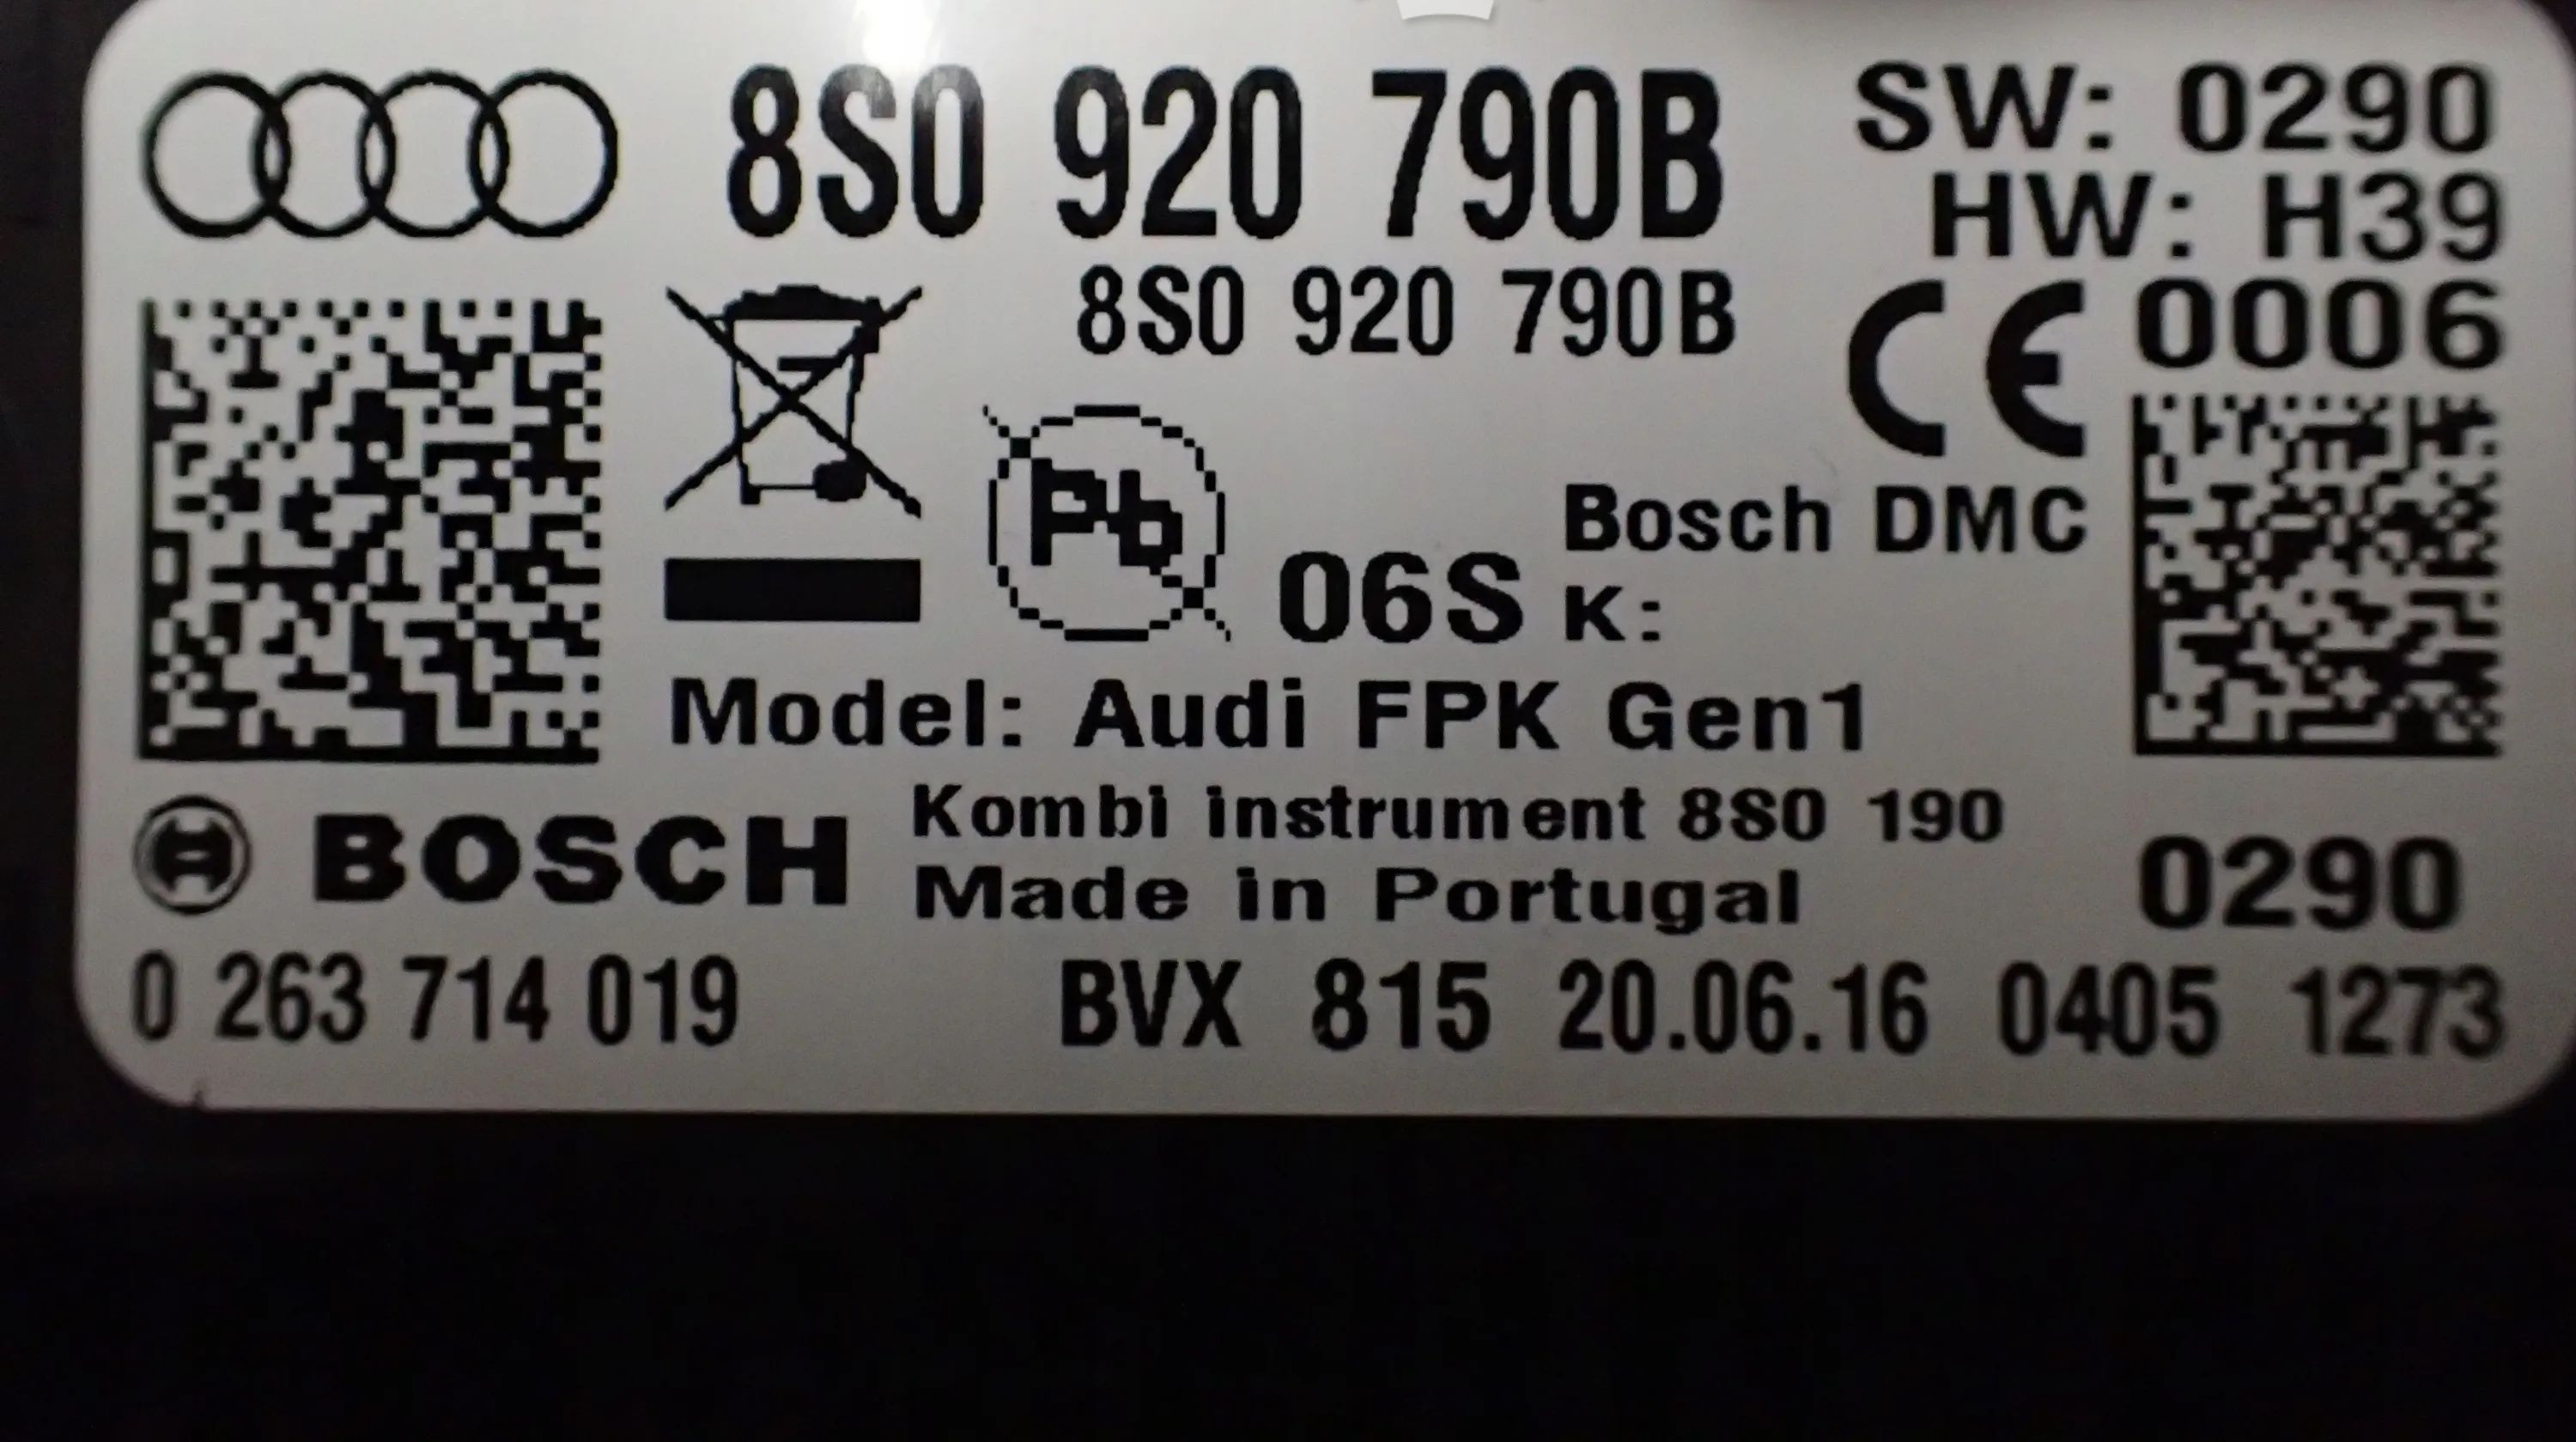 8S0 920 790B
SW: 0290
HW: H39
8S0 920 790B
CE 0006
Pb
06S
Bosch DMC
K:
Model: Audi FPK Gen1
BOSCH
Kombi instrument 8S0 190
Made in Portugal
0290
0 263 714 019
BVX 815 20.06.16 0405 1273